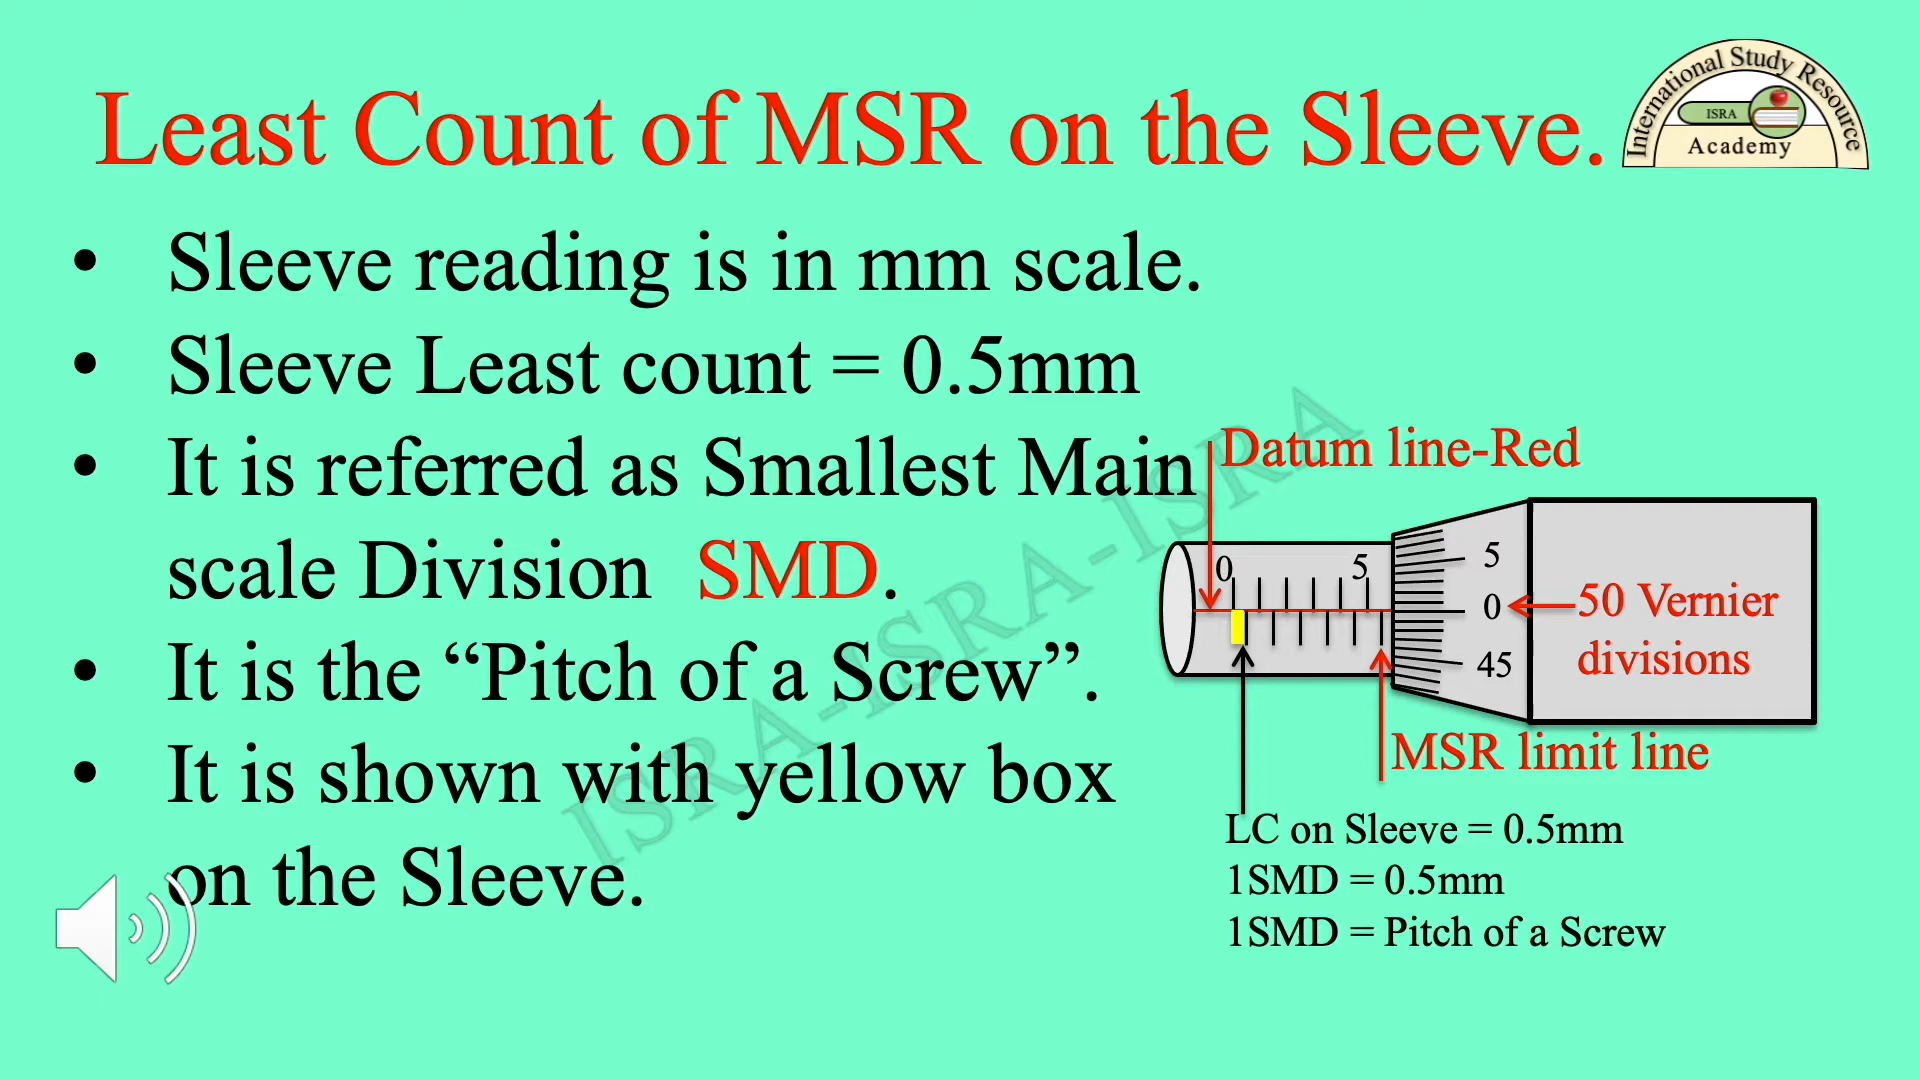 Least Count of MSR on the Sleeve.
International Study Resource
ISRA
Academy
• Sleeve reading is in mm scale.
• Sleeve Least count = 0.5mm
• It is referred as Smallest Main
scale Division SMD.
• It is the “Pitch of a Screw”.
• It is shown with yellow box
on the Sleeve.
ISRA-ISRA-ISRA
Datum line-Red
0
5
5
0
45
50 Vernier
divisions
MSR limit line
LC on Sleeve = 0.5mm
1SMD = 0.5mm
1SMD = Pitch of a Screw